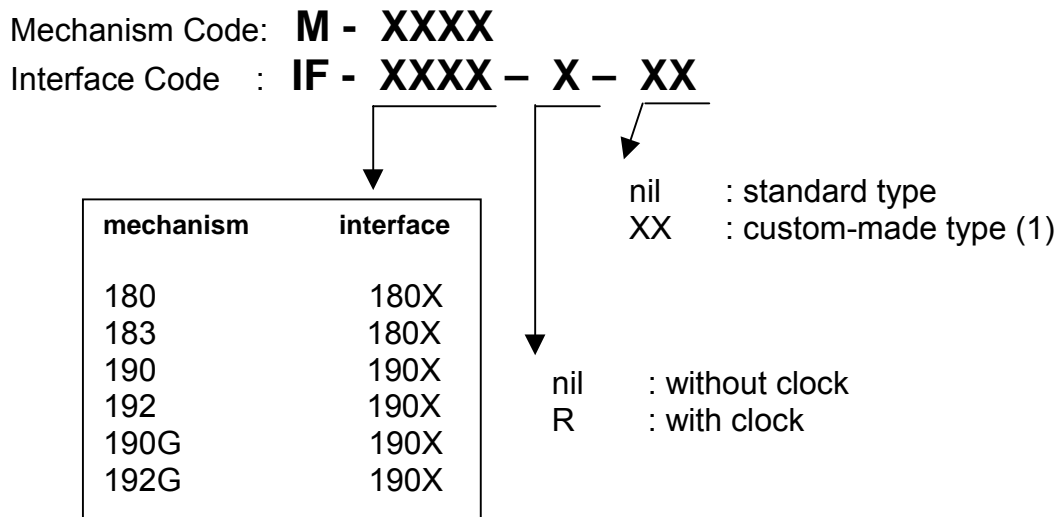 Mechanism Code: M - XXXX
Interface Code : IF - XXXX – X – XX
nil : standard type
XX : custom-made type (1)
mechanism interface
180 180X
183 180X
190 190X
192 190X
190G 190X
192G 190X
nil : without clock
R : with clock